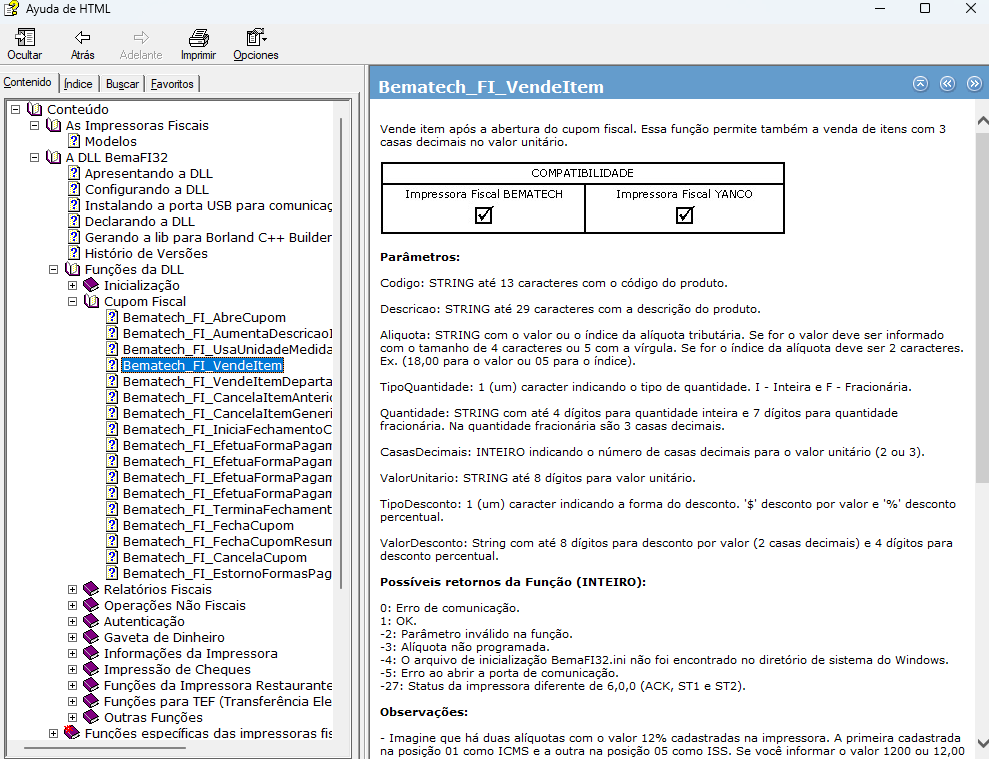 Ayuda de HTML
Ocultar Atrás Adelante Imprimir Opciones
Contenido Índice Buscar Favoritos
Conteúdo
As Impressoras Fiscais
Modelos
A DLL BemaFI32
Apresentando a DLL
Configurando a DLL
Instalando a porta USB para comunicaç
Declarando a DLL
Gerando a lib para Borland C++ Builder
Histório de Versões
Funções da DLL
Inicialização
Cupom Fiscal
Bematech_FI_AbreCupom
Bematech_FI_AumentaDescricaoI
Bematech_FI_UsaUnidadeMedida
Bematech_FI_VendeItem
Bematech_FI_VendeItemDeparta
Bematech_FI_CancelaItemAnterio
Bematech_FI_CancelaItemGeneri
Bematech_FI_IniciaFechamentoC
Bematech_FI_EfetuaFormaPagam
Bematech_FI_EfetuaFormaPagam
Bematech_FI_EfetuaFormaPagam
Bematech_FI_EfetuaFormaPagam
Bematech_FI_TerminaFechament
Bematech_FI_FechaCupom
Bematech_FI_FechaCupomResum
Bematech_FI_CancelaCupom
Bematech_FI_EstornoFormasPag
Relatórios Fiscais
Operações Não Fiscais
Autenticação
Gaveta de Dinheiro
Informações da Impressora
Impressão de Cheques
Funções da Impressora Restaurante
Funções para TEF (Transferência Ele
Outras Funções
Funções específicas das impressoras fis
Bematech_FI_VendeItem
Vende item após a abertura do cupom fiscal. Essa função permite também a venda de itens com 3
casas decimais no valor unitário.
COMPATIBILIDADE
Impressora Fiscal BEMATECH Impressora Fiscal YANCO
Parâmetros:
Codigo: STRING até 13 caracteres com o código do produto.
Descricao: STRING até 29 caracteres com a descrição do produto.
Aliquota: STRING com o valor ou o índice da alíquota tributária. Se for o valor deve ser informado
com o tamanho de 4 caracteres ou 5 com a vírgula. Se for o índice da alíquota deve ser 2 caracteres.
Ex. (18,00 para o valor ou 05 para o índice).
TipoQuantidade: 1 (um) caracter indicando o tipo de quantidade. I - Inteira e F - Fracionária.
Quantidade: STRING com até 4 dígitos para quantidade inteira e 7 dígitos para quantidade
fracionária. Na quantidade fracionária são 3 casas decimais.
CasasDecimais: INTEIRO indicando o número de casas decimais para o valor unitário (2 ou 3).
ValorUnitario: STRING até 8 dígitos para valor unitário.
TipoDesconto: 1 (um) caracter indicando a forma do desconto. '$' desconto por valor e '%' desconto
percentual.
ValorDesconto: String com até 8 dígitos para desconto por valor (2 casas decimais) e 4 dígitos para
desconto percentual.
Possíveis retornos da Função (INTEIRO):
0: Erro de comunicação.
1: OK.
-2: Parâmetro inválido na função.
-3: Alíquota não programada.
-4: O arquivo de inicialização BemaFI32.ini não foi encontrado no diretório de sistema do Windows.
-5: Erro ao abrir a porta de comunicação.
-27: Status da impressora diferente de 6,0,0 (ACK, ST1 e ST2).
Observações:
- Imagine que há duas alíquotas com o valor 12% cadastradas na impressora. A primeira cadastrada
na posição 01 como ICMS e a outra na posição 05 como ISS. Se você informar o valor 1200 ou 12,00